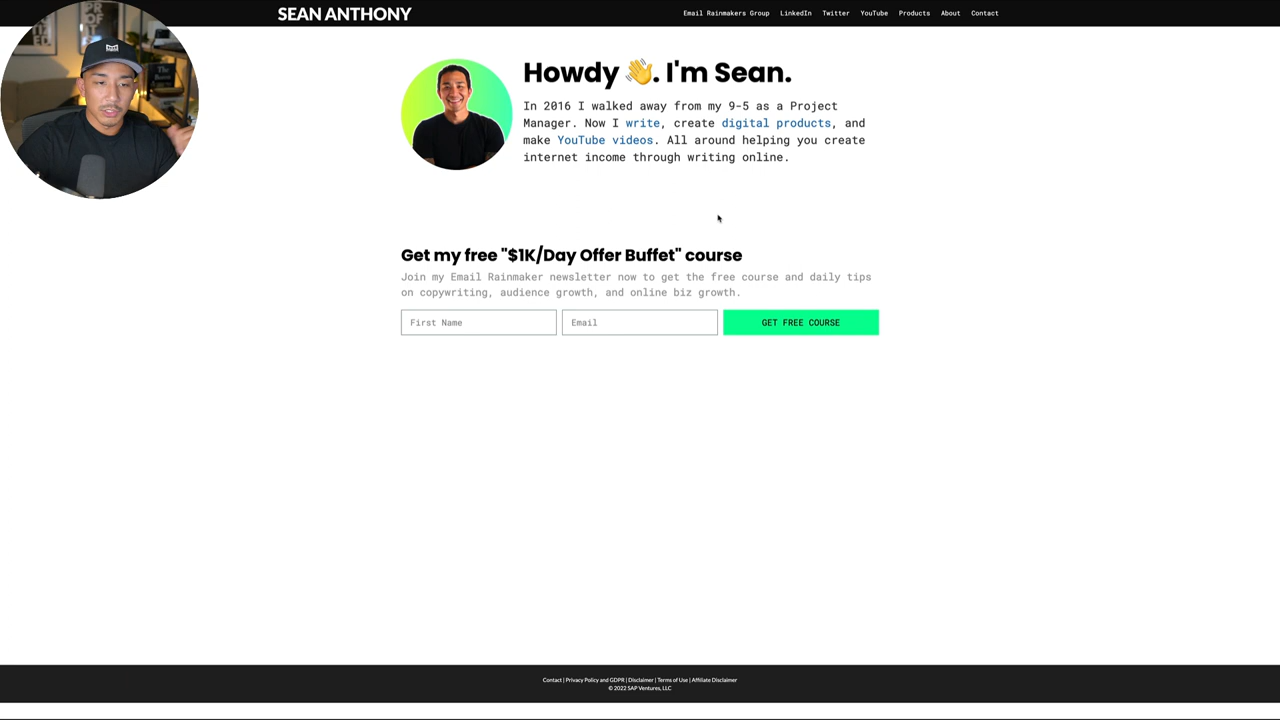 SEAN ANTHONY
Email Rainmakers Group LinkedIn Twitter YouTube Products About Contact
Howdy 👋. I'm Sean.
In 2016 I walked away from my 9-5 as a Project
Manager. Now I write, create digital products, and
make YouTube videos. All around helping you create
internet income through writing online.
Get my free "$1K/Day Offer Buffet" course
Join my Email Rainmaker newsletter now to get the free course and daily tips
on copywriting, audience growth, and online biz growth.
First Name Email GET FREE COURSE
Contact | Privacy Policy and GDPR | Disclaimer | Terms of Use | Affiliate Disclaimer
© 2022 SAP Ventures, LLC